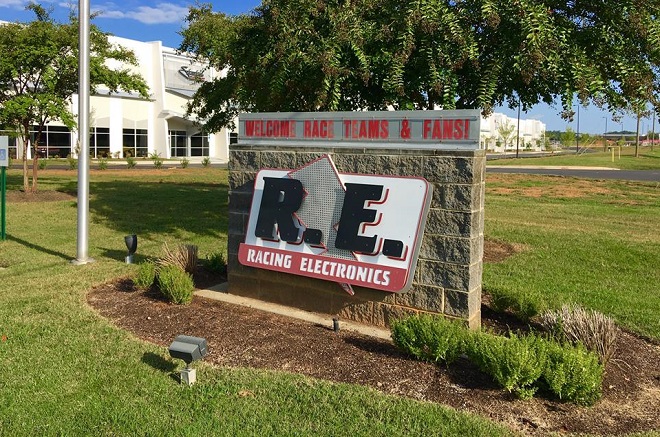 WELCOME RACE TEAMS & FANS!
R.E.
RACING ELECTRONICS